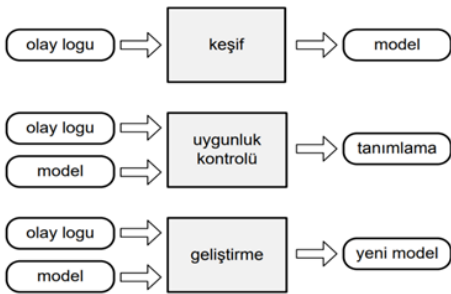 olay logu
keşif
model
olay logu
model
uygunluk
kontrolü
tanımlama
olay logu
model
geliştirme
yeni model